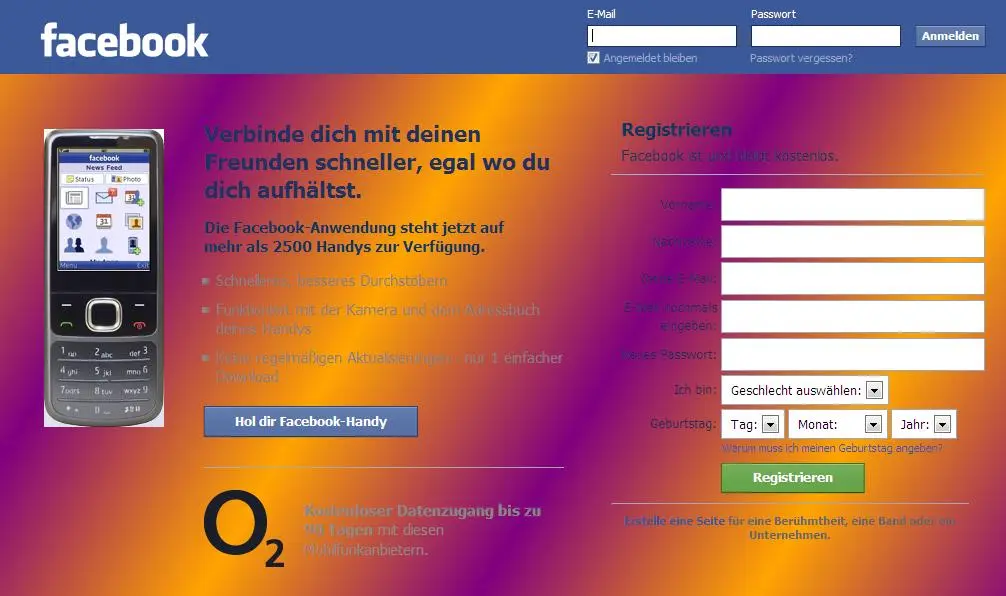 facebook
E-Mail
Passwort
Anmelden
Angemeldet bleiben
Passwort vergessen?
Verbinde dich mit deinen
Freunden schneller, egal wo du
dich aufhältst.
Die Facebook-Anwendung steht jetzt auf
mehr als 2500 Handys zur Verfügung.
Schnelleres, besseres Durchstöbern
Funktioniert mit der Kamera und dem Adressbuch
deines Handys
Keine regelmäßigen Aktualisierungen, nur 1 einfacher
Download
Hol dir Facebook-Handy
O2
Kostenloser Datenzugang bis zu
90 Tagen mit diesen
Mobilfunkanbietern.
facebook
News Feed
Status
Photo
31
Menu
Exit
Registrieren
Facebook ist und bleibt kostenlos.
Vorname:
Nachname:
Deine E-Mail:
E-Mail nochmals
eingeben:
Neues Passwort:
Ich bin:
Geschlecht auswählen:
Geburtstag:
Tag:
Monat:
Jahr:
Warum muss ich meinen Geburtstag angeben?
Registrieren
Erstelle eine Seite für eine Berühmtheit, eine Band oder ein
Unternehmen.